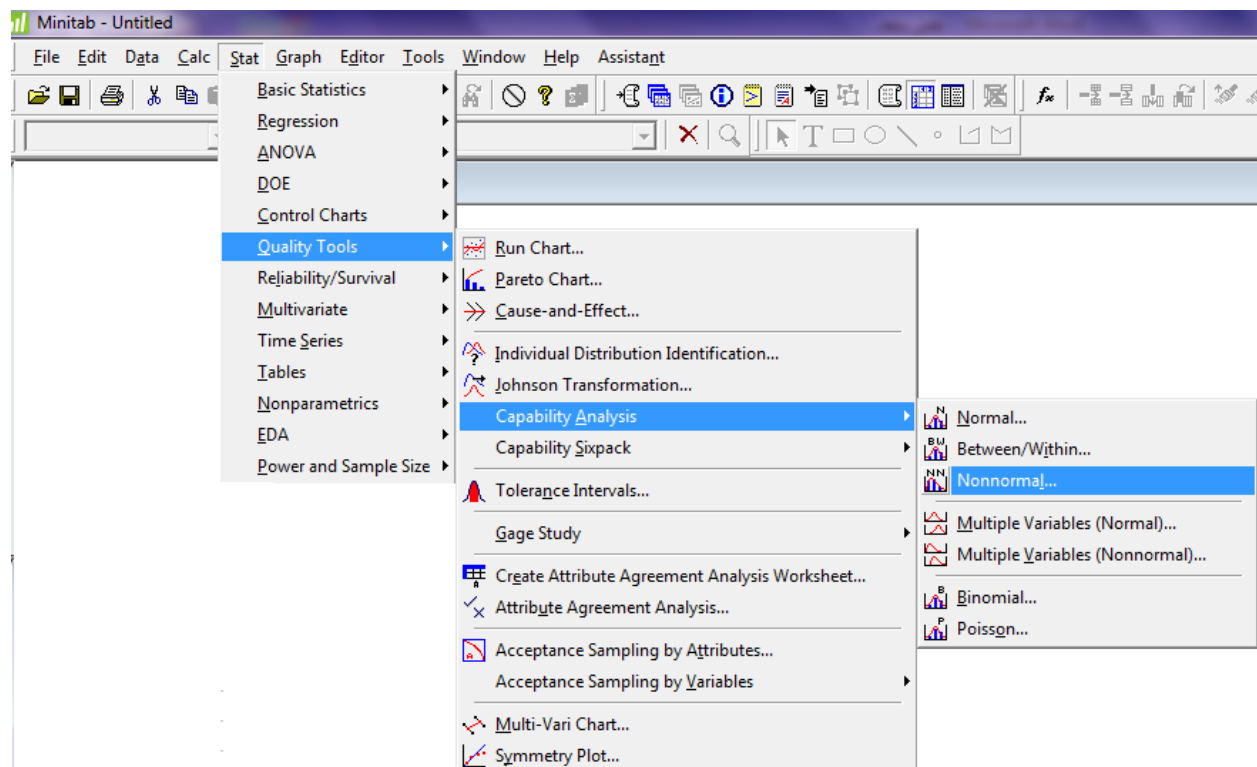 Minitab - Untitled
File Edit Data Calc Stat Graph Editor Tools Window Help Assistant
Basic Statistics
Regression
ANOVA
DOE
Control Charts
Quality Tools
Reliability/Survival
Multivariate
Time Series
Tables
Nonparametrics
EDA
Power and Sample Size
Run Chart...
Pareto Chart...
Cause-and-Effect...
Individual Distribution Identification...
Johnson Transformation...
Capability Analysis
Capability Sixpack
Tolerance Intervals...
Gage Study
Create Attribute Agreement Analysis Worksheet...
Attribute Agreement Analysis...
Acceptance Sampling by Attributes...
Acceptance Sampling by Variables
Multi-Vari Chart...
Symmetry Plot...
Normal...
Between/Within...
Nonnormal...
Multiple Variables (Normal)...
Multiple Variables (Nonnormal)...
Binomial...
Poisson...